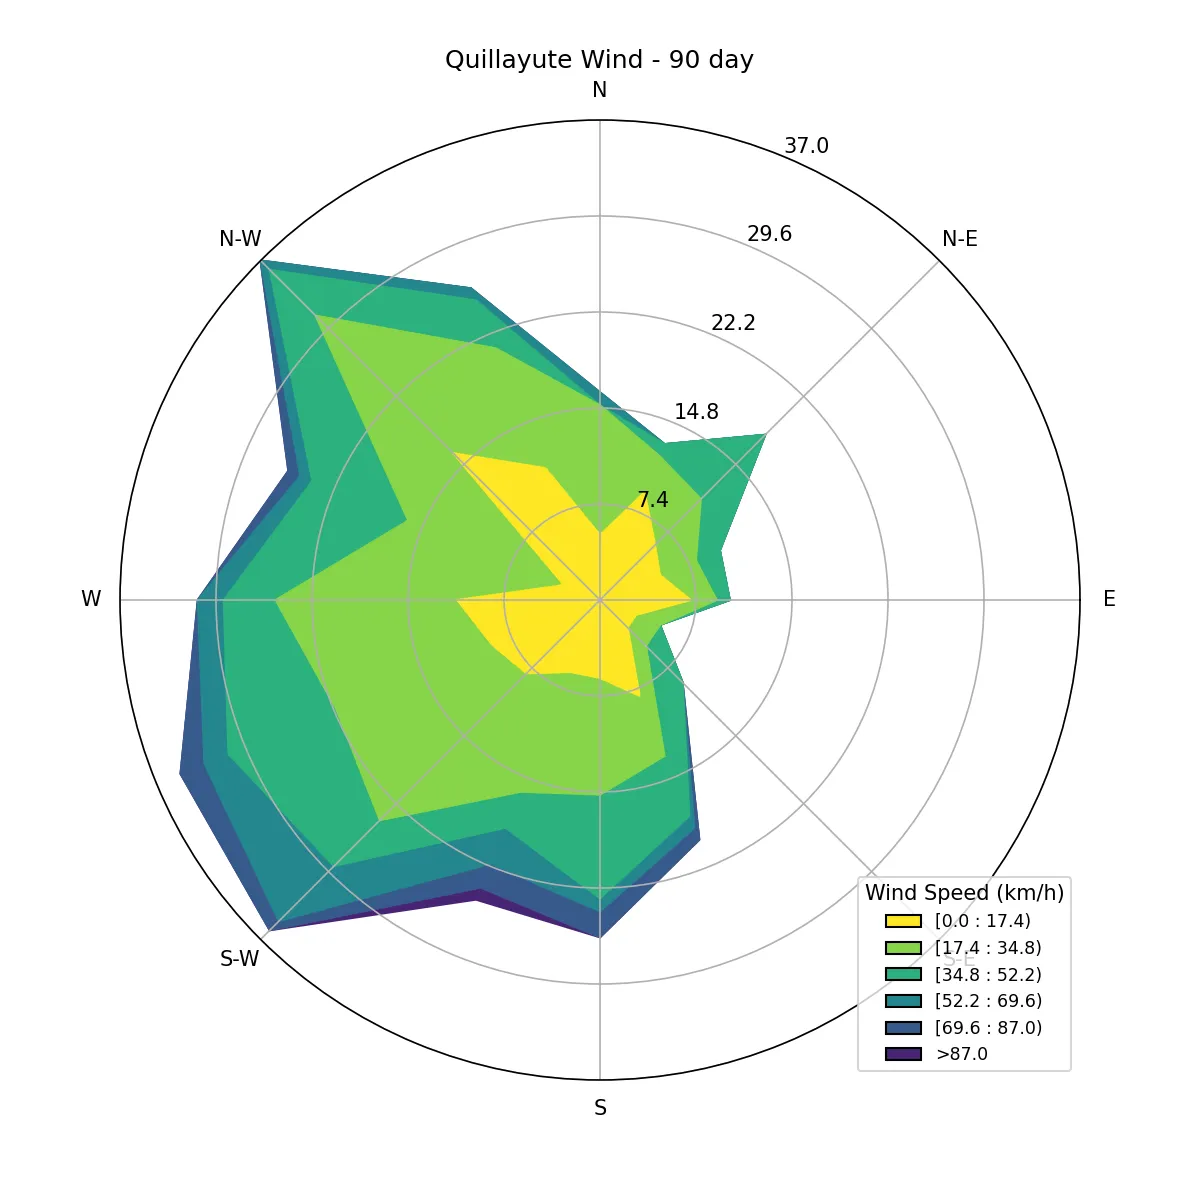 Quillayute Wind - 90 day
N
37.0
29.6
N-W
N-E
22.2
14.8
7.4
W
E
Wind Speed (km/h)
[0.0 : 17.4)
[17.4 : 34.8)
S-W
S-E
[34.8 : 52.2)
[52.2 : 69.6)
[69.6 : 87.0)
>87.0
S